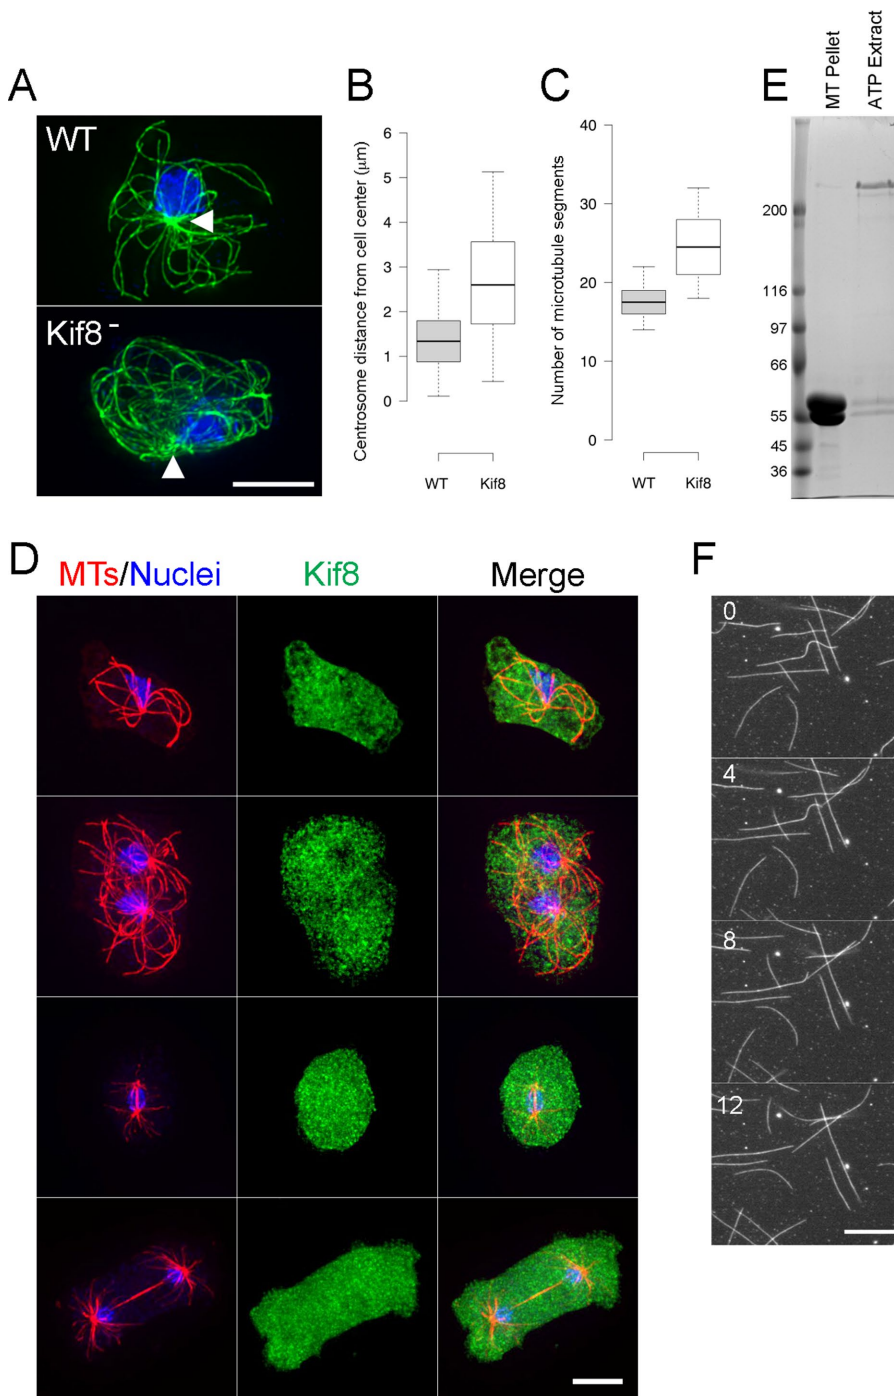 A
WT
Kif8 -
B
Centrosome distance from cell center (μm)
6
5
4
3
2
1
0
WT
Kif8
C
Number of microtubule segments
40
30
20
10
0
WT
Kif8
E
MT Pellet
ATP Extract
200
116
97
66
55
45
36
D
MTs/Nuclei
Kif8
Merge
F
0
4
8
12